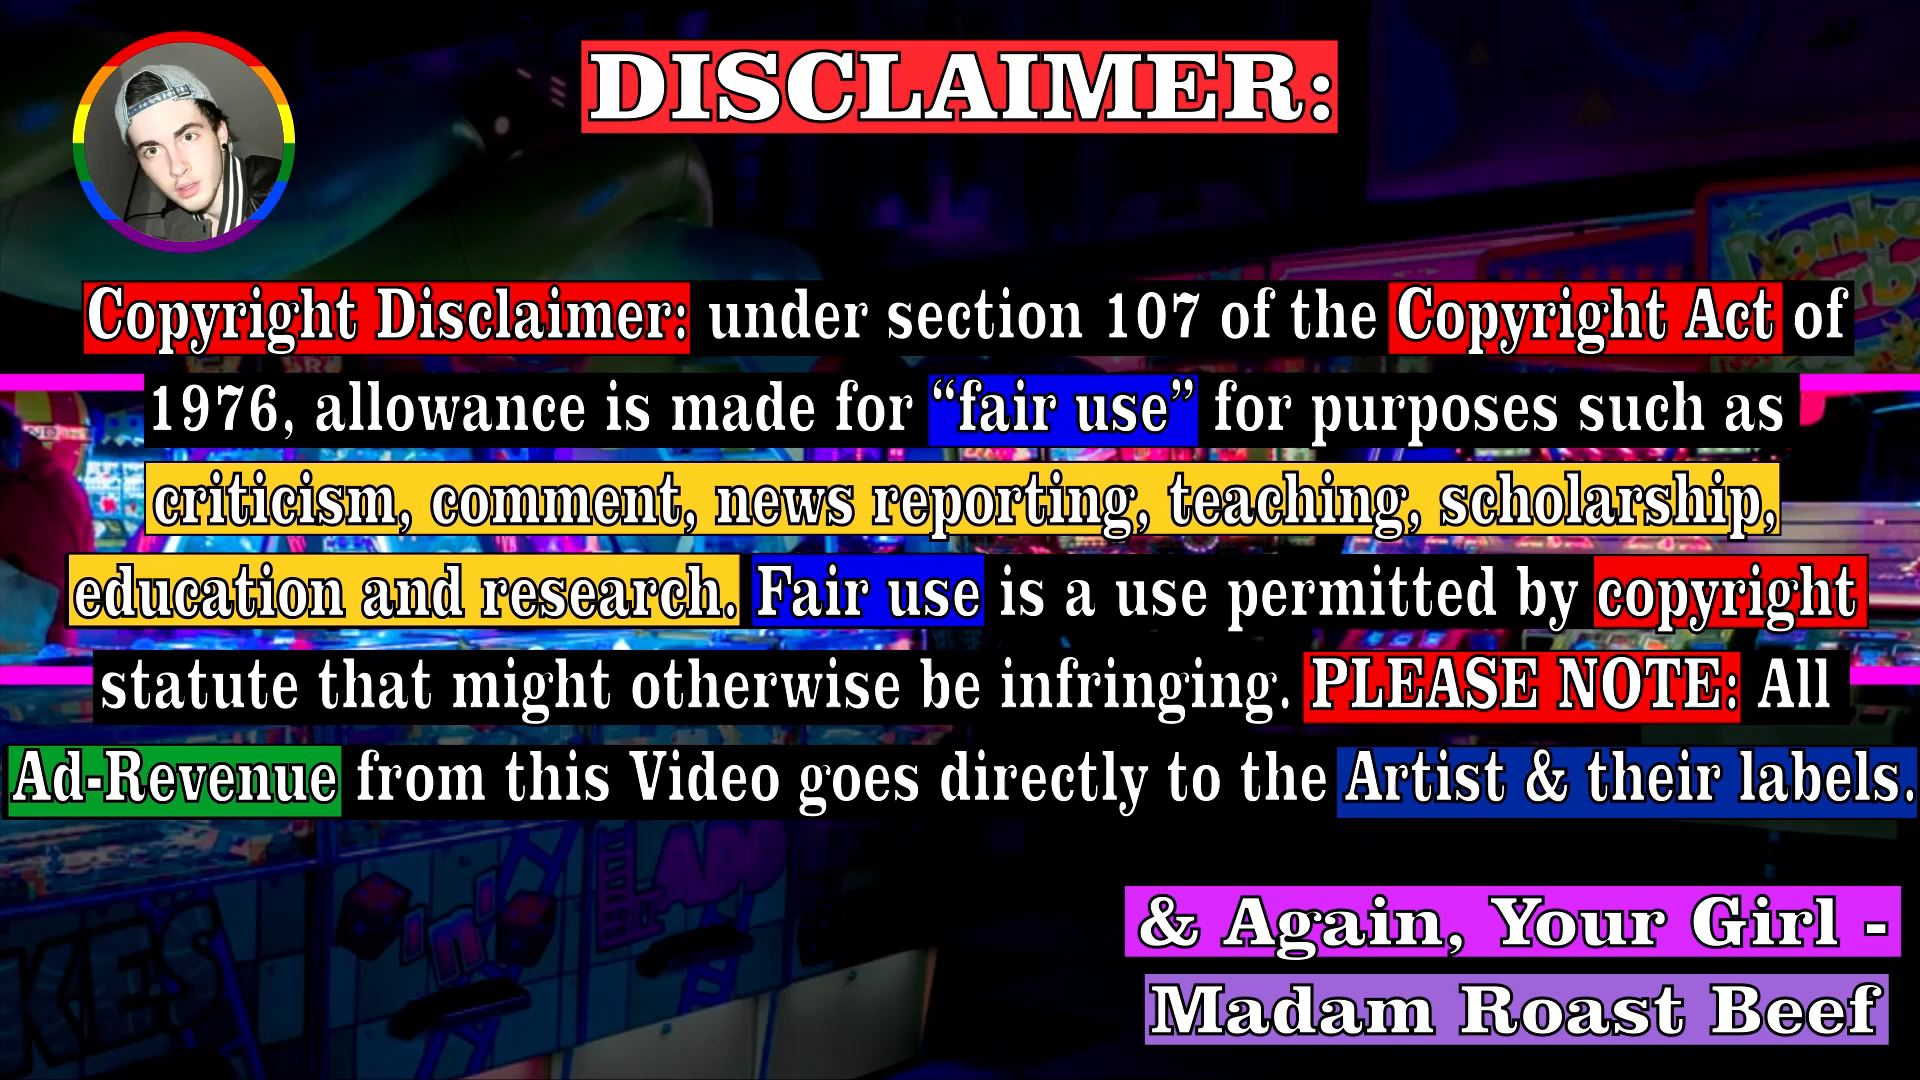 DISCLAIMER:
Copyright Disclaimer: under section 107 of the Copyright Act of
1976, allowance is made for “fair use” for purposes such as
criticism, comment, news reporting, teaching, scholarship,
education and research. Fair use is a use permitted by copyright
statute that might otherwise be infringing. PLEASE NOTE: All
Ad-Revenue from this Video goes directly to the Artist & their labels.
& Again, Your Girl -
Madam Roast Beef